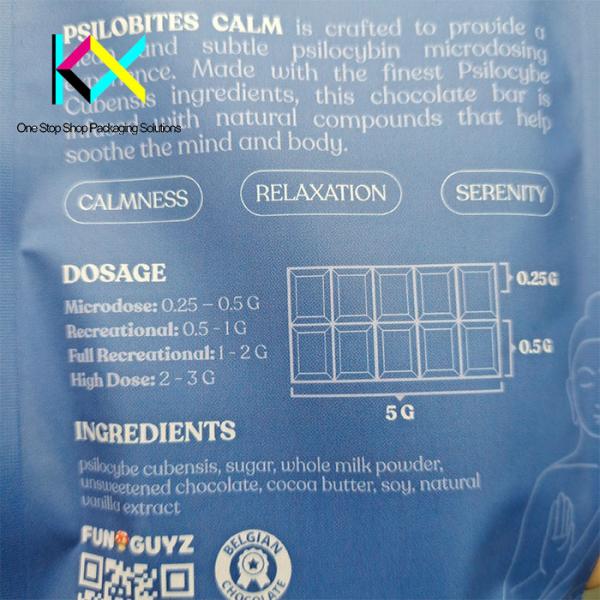 PSILOBITES CALM is crafted to provide a
and subtle psilocybin microdosing
Made with the finest Psilocybe
Cubensis ingredients, this chocolate bar is
infused with natural compounds that help
soothe the mind and body.
KX
One Stop Shop Packaging Solutions
CALMNESS
RELAXATION
SERENITY
DOSAGE
Microdose: 0.25 – 0.5 G
Recreational: 0.5 - 1 G
Full Recreational: 1 - 2 G
High Dose: 2 - 3 G
0.25 G
0.5 G
5 G
INGREDIENTS
psilocybe cubensis, sugar, whole milk powder,
unsweetened chocolate, cocoa butter, soy, natural
vanilla extract
FUN GUYZ
BELGIAN
CHOCOLATE